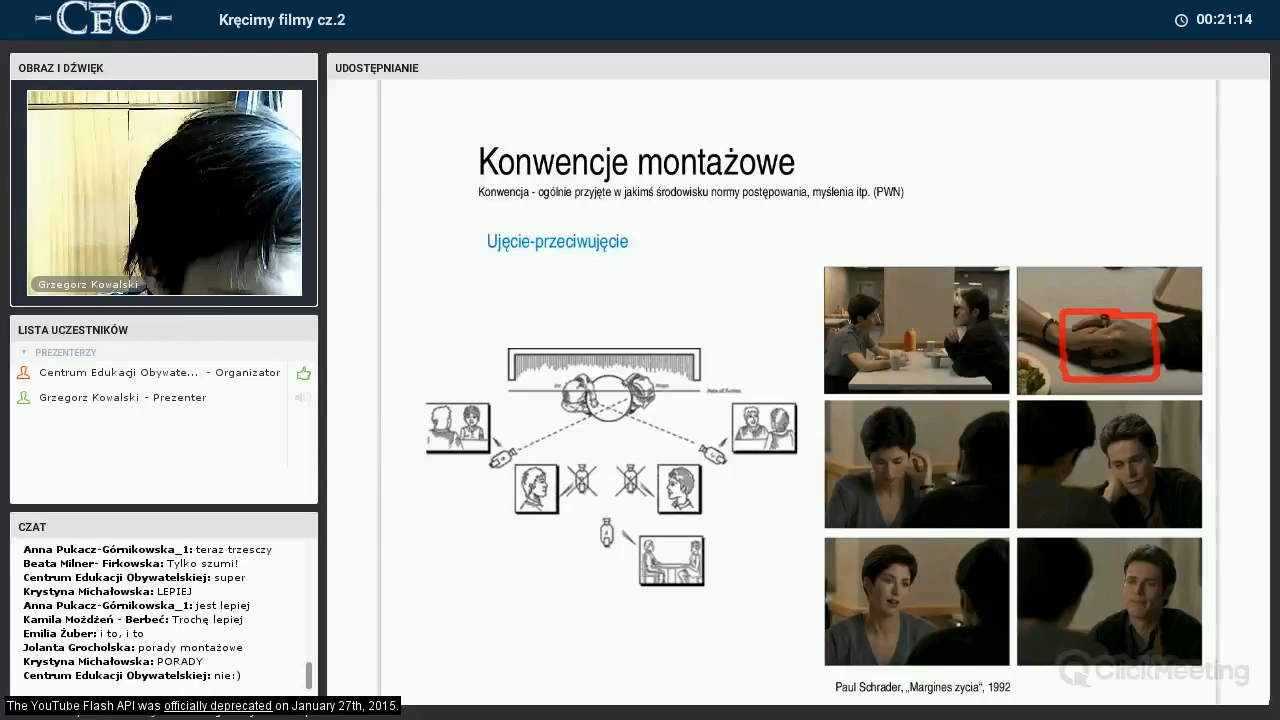 CEO
Kręcimy filmy cz.2
00:21:14
OBRAZ I DŹWIĘK
UDOSTĘPNIANIE
Grzegorz Kowalski
Konwencje montażowe
Konwencja - ogólnie przyjęte w jakimś środowisku normy postępowania, myślenia itp. (PWN)
Ujęcie-przeciwujęcie
LISTA UCZESTNIKÓW
PREZENTERZY
Centrum Edukacji Obywate... - Organizator
Grzegorz Kowalski - Prezenter
CZAT
Anna Pukacz-Górnikowska_1: teraz trzesczy
Beata Milner- Firkowska: Tylko szumi!
Centrum Edukacji Obywatelskiej: super
Krystyna Michałowska: LEPIEJ
Anna Pukacz-Górnikowska_1: jest lepiej
Kamila Możdżeń - Berbeć: Trochę lepiej
Emilia Żuber: i to, i to
Jolanta Grocholska: porady montażowe
Krystyna Michałowska: PORADY
Centrum Edukacji Obywatelskiej: nie:)
ClickMeeting
Paul Schrader, „Margines zycia“, 1992
The YouTube Flash API was officially deprecated on January 27th, 2015.